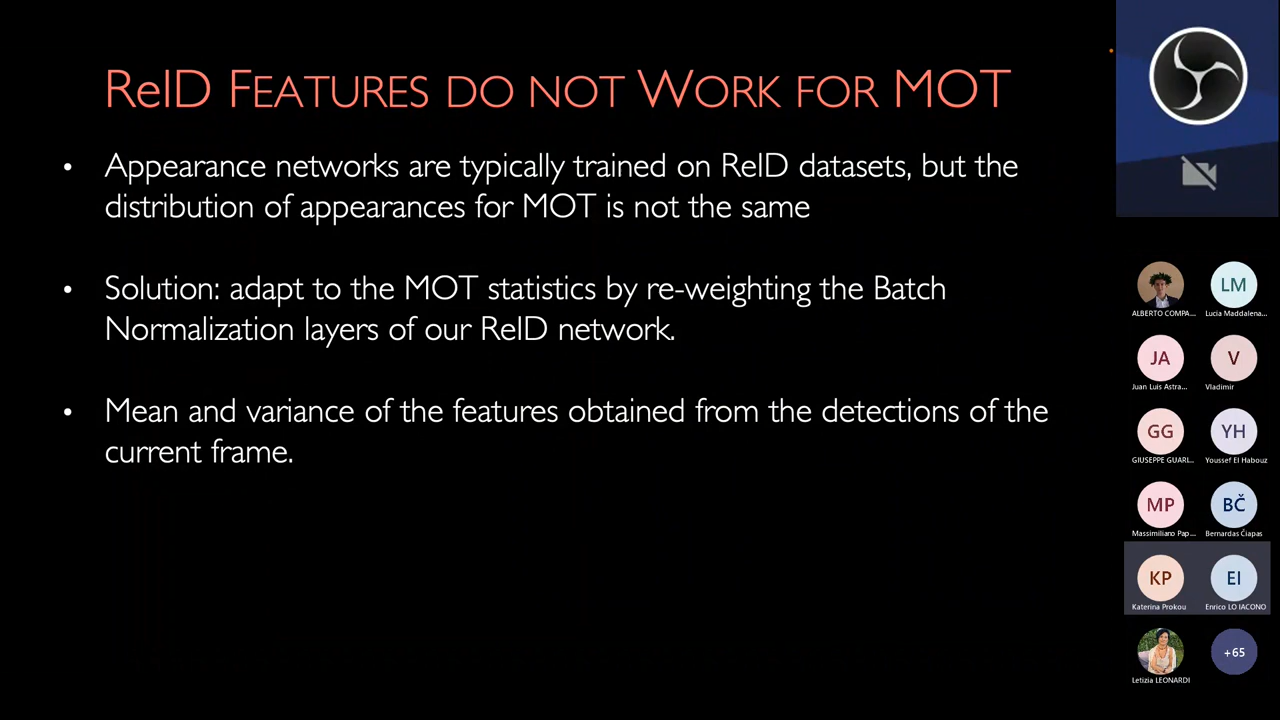 ReID Features do not Work for MOT
• Appearance networks are typically trained on ReID datasets, but the
distribution of appearances for MOT is not the same
• Solution: adapt to the MOT statistics by re-weighting the Batch
Normalization layers of our ReID network.
• Mean and variance of the features obtained from the detections of the
current frame.
LM
ALBERTO COMPA...
Lucia Maddalena...
JA
V
Juan Luis Astra...
Vladimir
GG
YH
GIUSEPPE GUARI...
Youssef El Habouz
MP
BČ
Massimiliano Pap...
Bernardas Čiapas
KP
EI
Katerina Prokou
Enrico LO IACONO
+65
Letizia LEONARDI